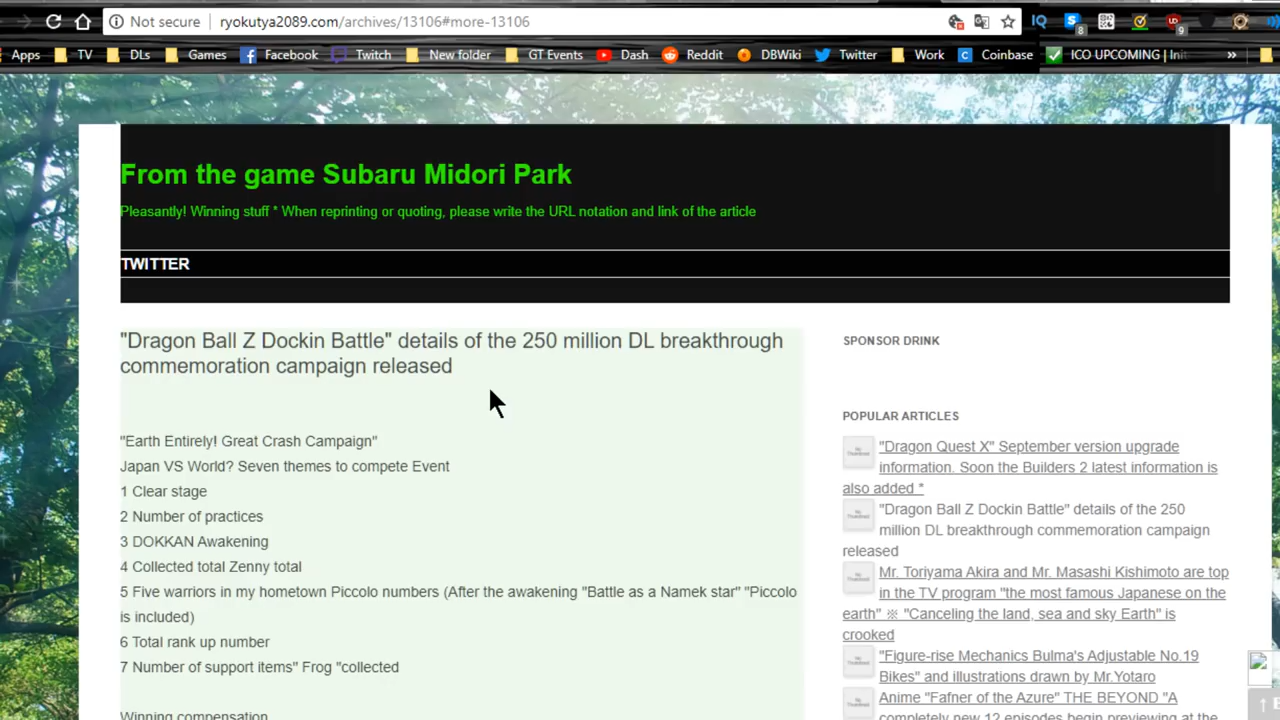 Not secure ryokutya2089.com/archives/13106#more-13106
Apps TV DLs Games Facebook Twitch New folder GT Events Dash Reddit DBWiki Twitter Work Coinbase ICO UPCOMING | Init »
From the game Subaru Midori Park
Pleasantly! Winning stuff * When reprinting or quoting, please write the URL notation and link of the article
TWITTER
"Dragon Ball Z Dockin Battle" details of the 250 million DL breakthrough
commemoration campaign released
"Earth Entirely! Great Crash Campaign"
Japan VS World? Seven themes to compete Event
1 Clear stage
2 Number of practices
3 DOKKAN Awakening
4 Collected total Zenny total
5 Five warriors in my hometown Piccolo numbers (After the awakening "Battle as a Namek star" "Piccolo
is included)
6 Total rank up number
7 Number of support items" Frog "collected
Winning compensation
SPONSOR DRINK
POPULAR ARTICLES
"Dragon Quest X" September version upgrade
information. Soon the Builders 2 latest information is
also added *
"Dragon Ball Z Dockin Battle" details of the 250
million DL breakthrough commemoration campaign
released
Mr. Toriyama Akira and Mr. Masashi Kishimoto are top
in the TV program "the most famous Japanese on the
earth" ※ "Canceling the land, sea and sky Earth" is
crooked
"Figure-rise Mechanics Bulma's Adjustable No.19
Bikes" and illustrations drawn by Mr.Yotaro
Anime "Fafner of the Azure" THE BEYOND "A
completely new 12 episodes begin previewing at the